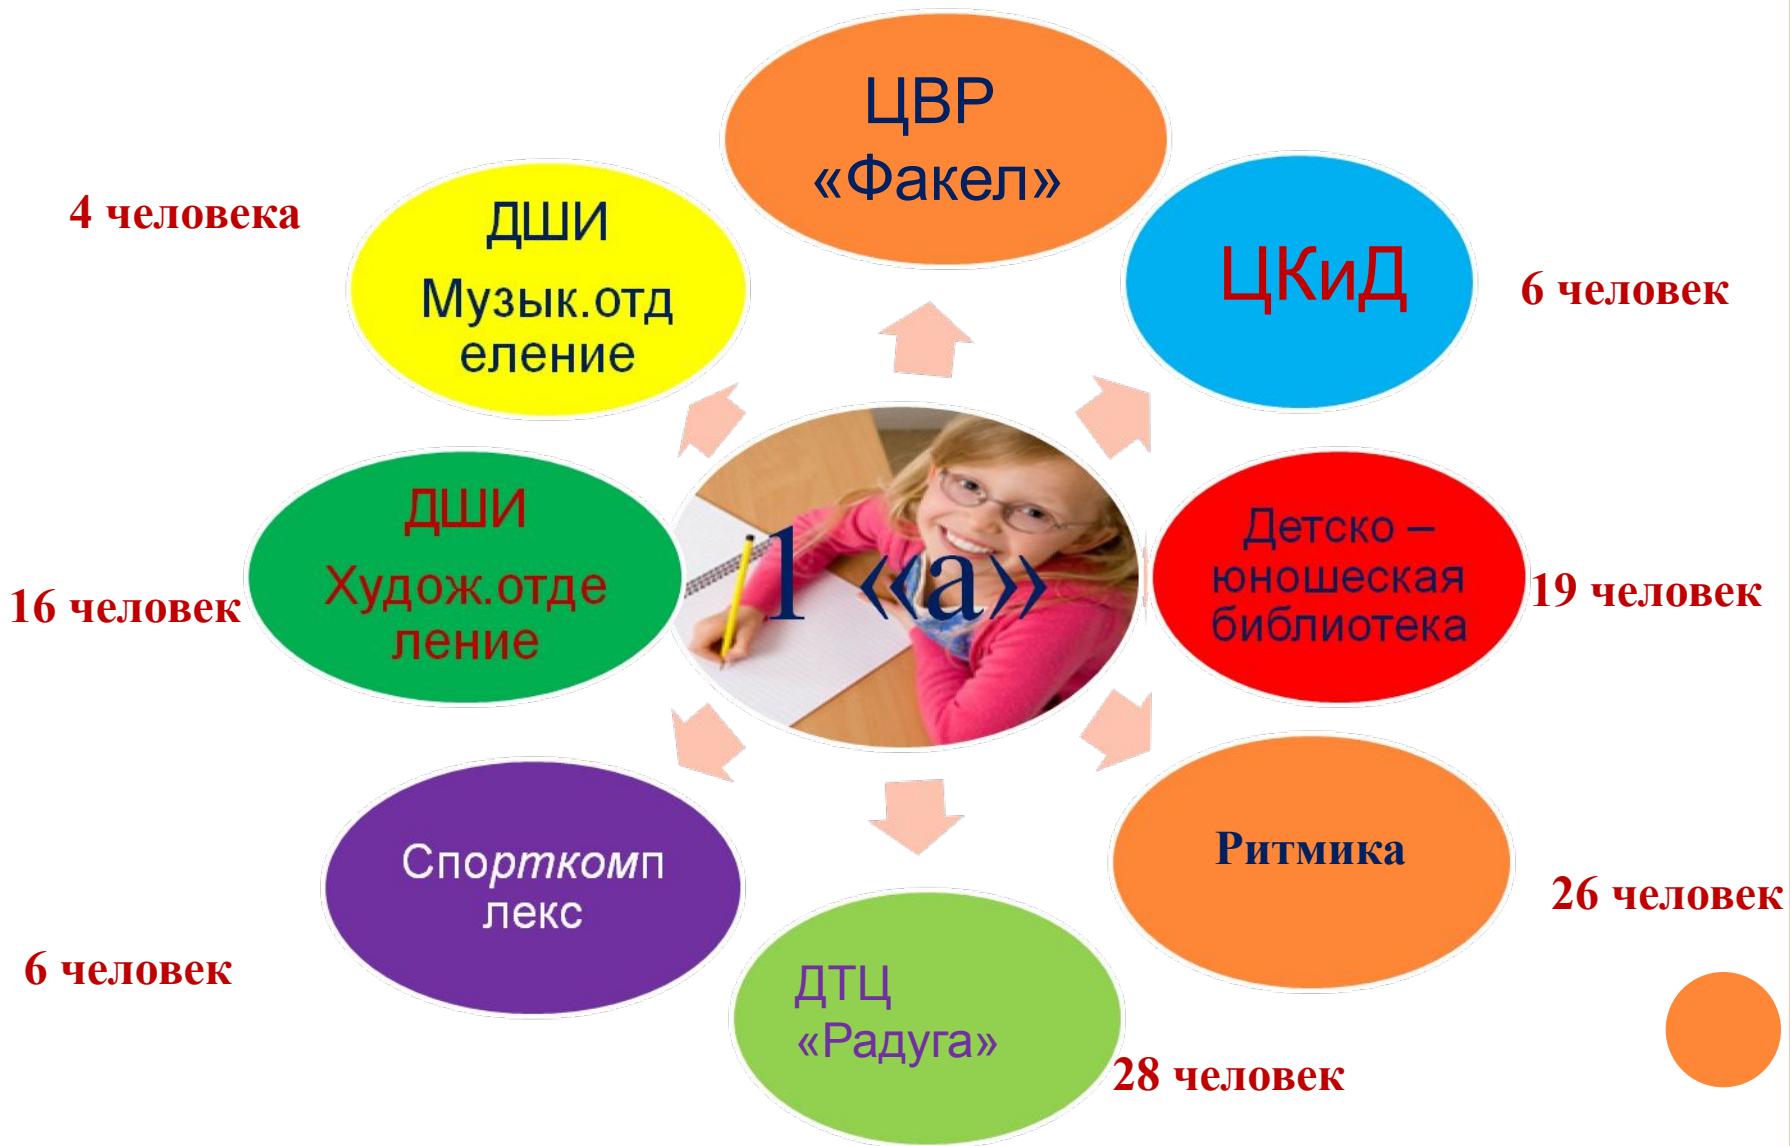 ЦВР
«Факел»
4 человека
ДШИ
Музык.отд
еление
ЦКиД
6 человек
ДШИ
Худож.отде
ление
16 человек
1 «а»
Детско –
юношеская
библиотека
19 человек
Спорткомп
лекс
6 человек
Ритмика
26 человек
ДТЦ
«Радуга»
28 человек